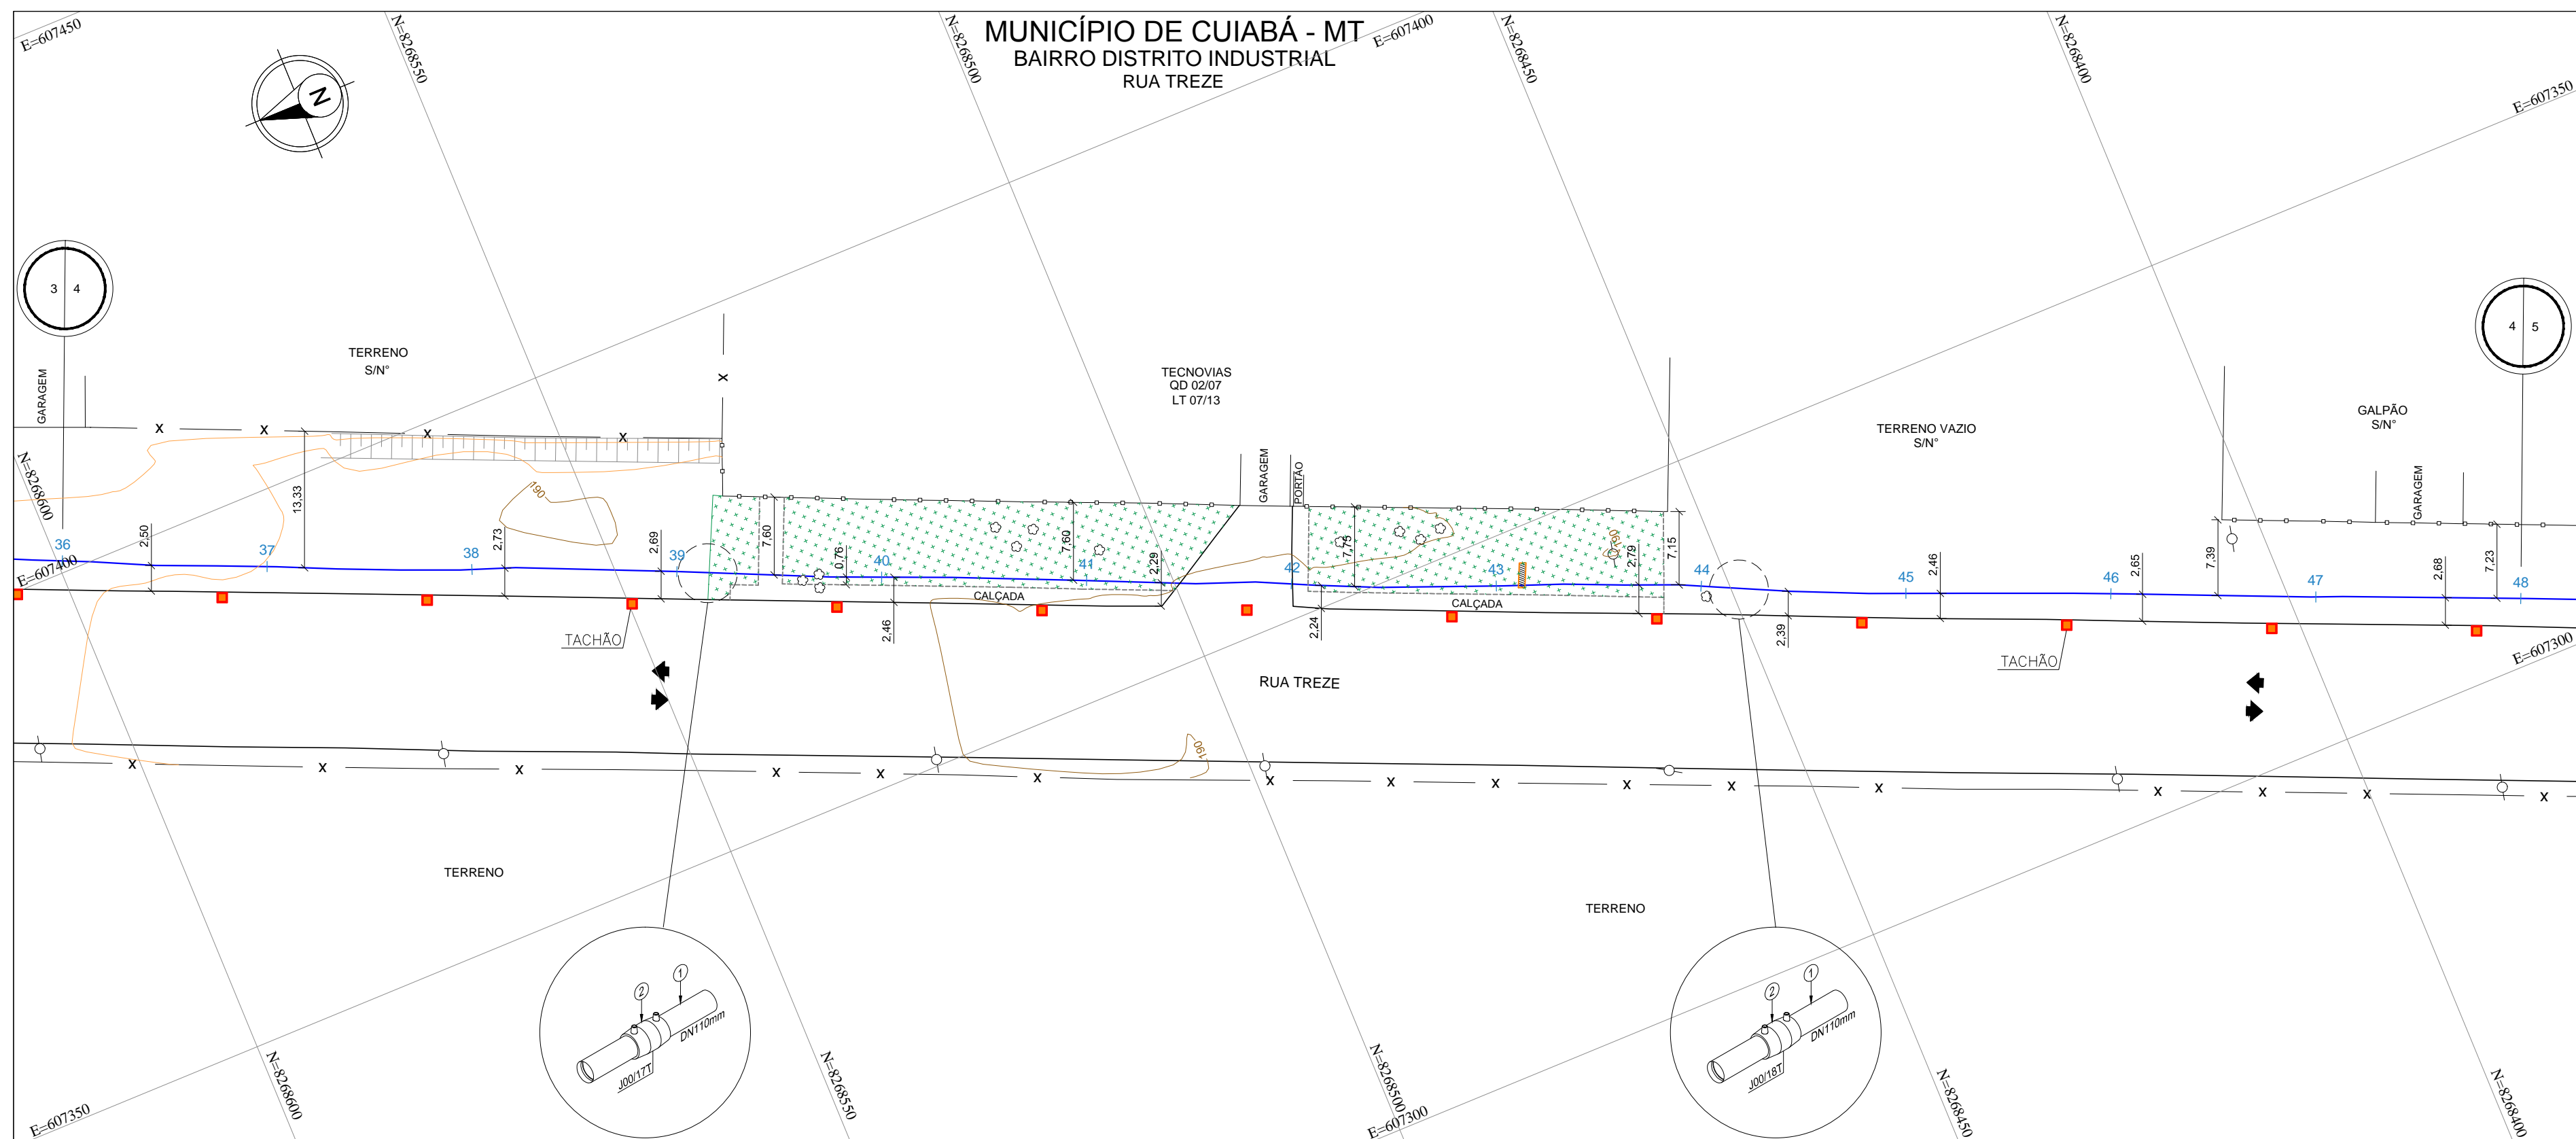 MUNICÍPIO DE CUIABÁ - MT
BAIRRO DISTRITO INDUSTRIAL
RUA TREZE
E=607450
N=8268550
N=8268500
E=607400
N=8268450
N=8268400
E=607350
N
3 4
4 5
GARAGEM
TERRENO
S/N°
X
TECNOVIAS
QD 02/07
LT 07/13
GARAGEM
PORTÃO
TERRENO VAZIO
S/N°
GALPÃO
S/N°
GARAGEM
X X X X
N=8268600
13,33
190
190
2,50
2,73
2,69
7,60
0,76
7,60
2,29
7,75
2,79
7,15
2,46
2,65
7,39
2,68
7,23
36 37 38 39 40 41 42 43 44 45 46 47 48
E=607400
CALÇADA
CALÇADA
2,46
2,24
2,39
TACHÃO
TACHÃO
E=607300
RUA TREZE
190
X X X X X X X X X X X X X X X X
TERRENO
TERRENO
1
2
DN110mm
J00/17T
1
2
DN110mm
J00/18T
E=607350
N=8268600
N=8268550
N=8268500
E=607300
N=8268450
N=8268400